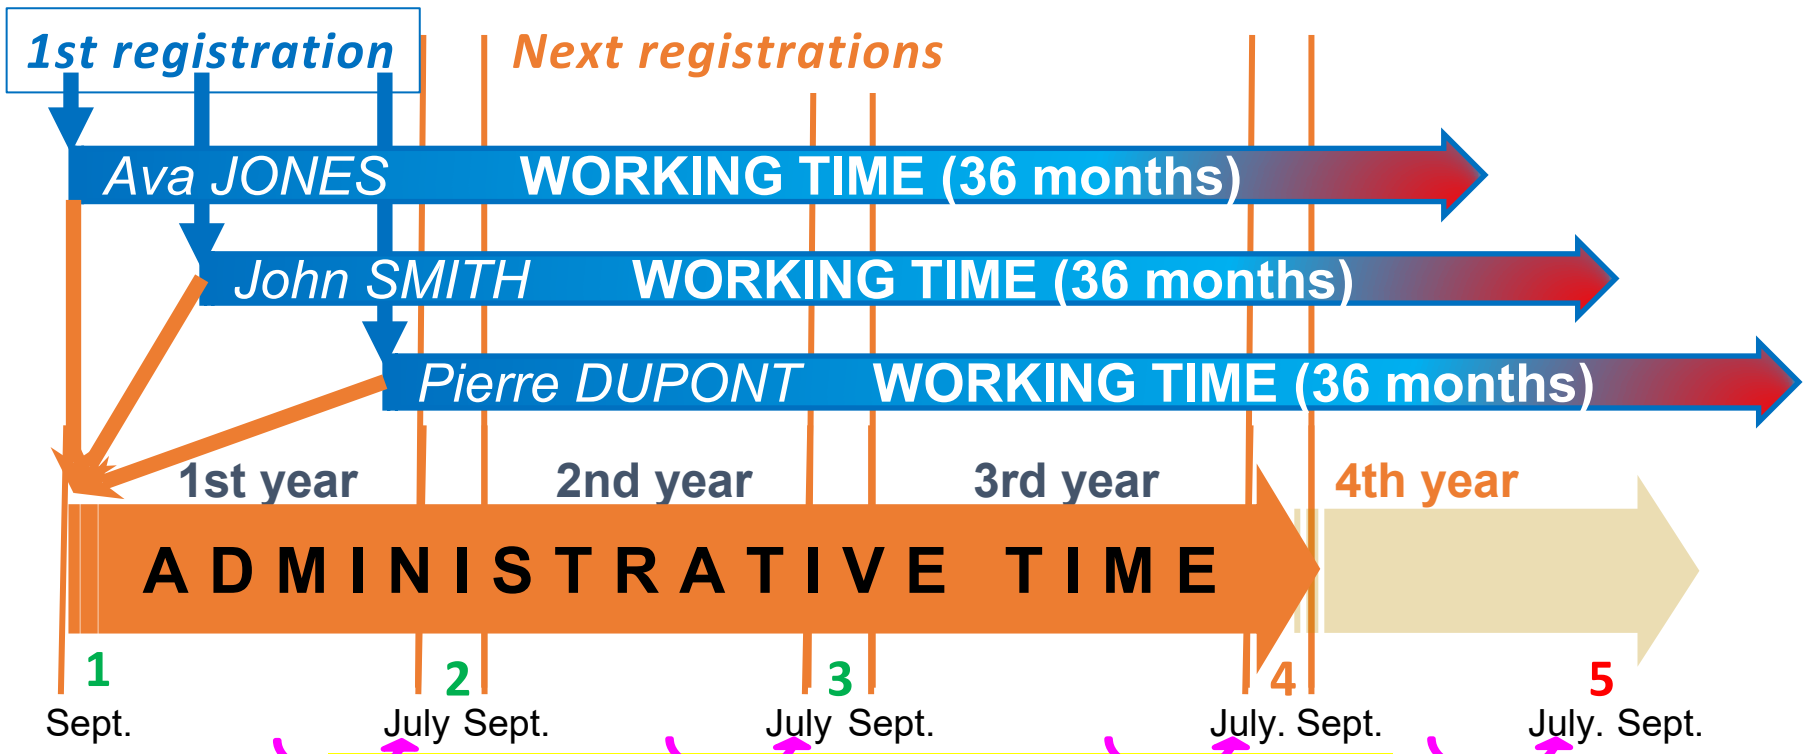 1st registration
Next registrations
Ava JONES WORKING TIME (36 months)
John SMITH WORKING TIME (36 months)
Pierre DUPONT WORKING TIME (36 months)
1st year 2nd year 3rd year 4th year
ADMINISTRATIVE TIME
1 2 3 4 5
Sept. July Sept. July Sept. July. Sept. July. Sept.